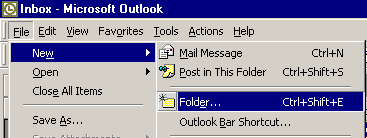 Inbox - Microsoft Outlook
File Edit View Favorites Tools Actions Help
New
Mail Message Ctrl+N
Open
Post in This Folder Ctrl+Shift+S
Close All Items
Folder... Ctrl+Shift+E
Save As...
Outlook Bar Shortcut...
Save Attachments